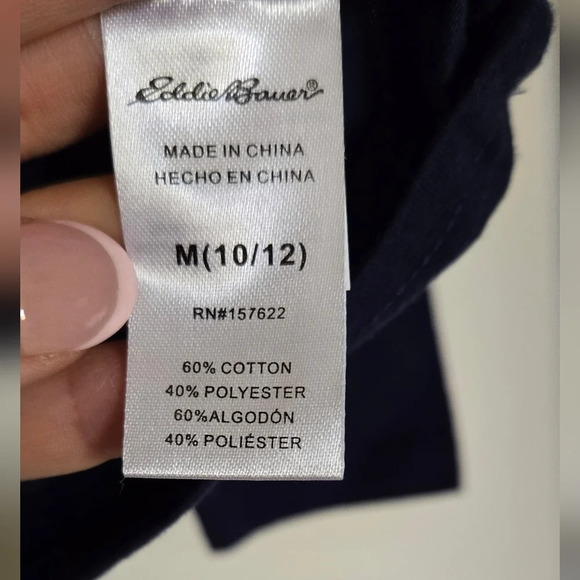 Eddie Bauer®
MADE IN CHINA
HECHO EN CHINA
M(10/12)
RN#157622
60% COTTON
40% POLYESTER
60%ALGODÓN
40% POLIÉSTER